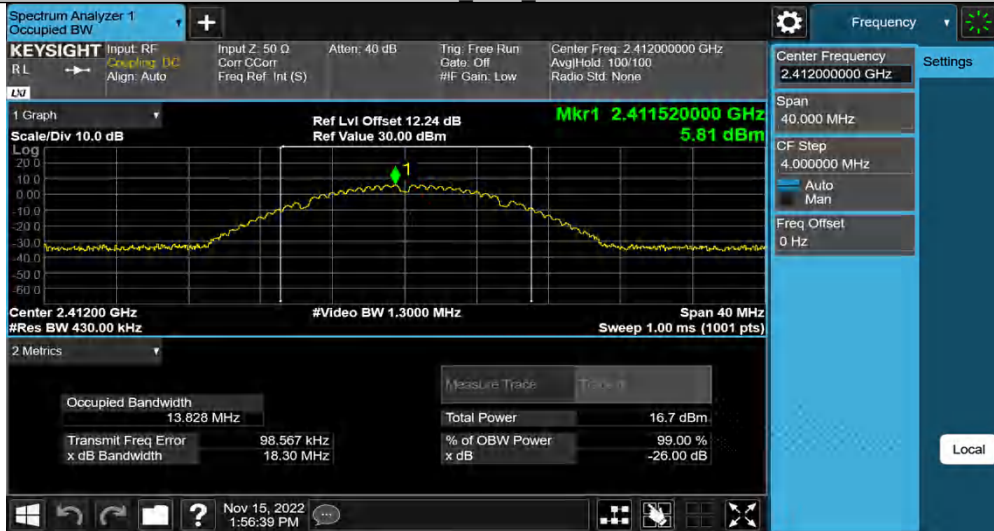 Spectrum Analyzer 1
Occupied BW
Frequency
KEYSIGHT
RL
LXI
Input: RF
Coupling: DC
Align: Auto
Input Z: 50 Ω
Corr CCorr
Freq Ref: Int (S)
Atten: 40 dB
Trig: Free Run
Gate: Off
#IF Gain: Low
Center Freq: 2.412000000 GHz
Avg|Hold: 100/100
Radio Std: None
Center Frequency
2.412000000 GHz
Settings
Span
40.000 MHz
CF Step
4.000000 MHz
Auto
Man
Freq Offset
0 Hz
Local
1 Graph
Scale/Div 10.0 dB
Ref Lvl Offset 12.24 dB
Ref Value 30.00 dBm
Mkr1 2.411520000 GHz
5.81 dBm
Log
20.0
10.0
0.00
-10.0
-20.0
-30.0
-40.0
-50.0
-60.0
1
Center 2.41200 GHz
#Res BW 430.00 kHz
#Video BW 1.3000 MHz
Span 40 MHz
Sweep 1.00 ms (1001 pts)
2 Metrics
Measure Trace
Occupied Bandwidth
13.828 MHz
Total Power 16.7 dBm
Transmit Freq Error 98.567 kHz
% of OBW Power 99.00 %
x dB Bandwidth 18.30 MHz
x dB -26.00 dB
?
Nov 15, 2022
1:56:39 PM